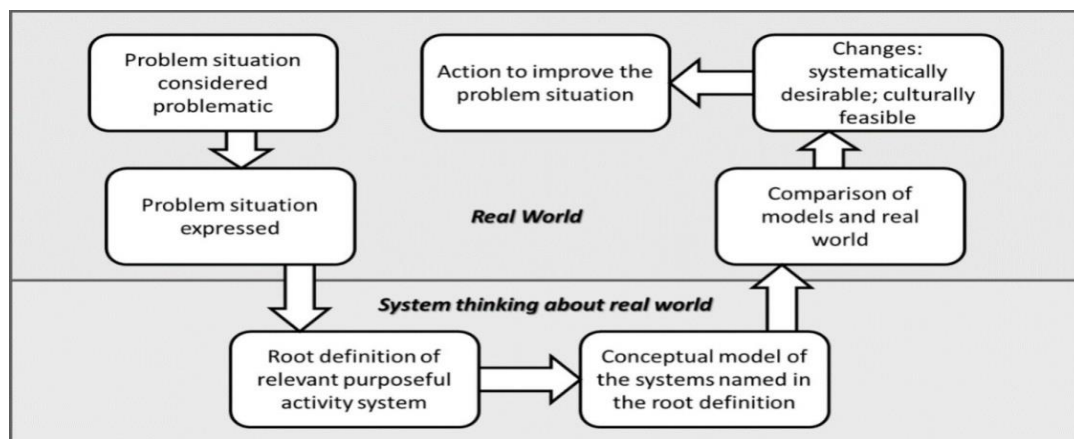 Problem situation
considered
problematic
Problem situation
expressed
Root definition of
relevant purposeful
activity system
Conceptual model of
the systems named in
the root definition
Comparison of
models and real
world
Changes:
systematically
desirable; culturally
feasible
Action to improve the
problem situation
Real World
System thinking about real world